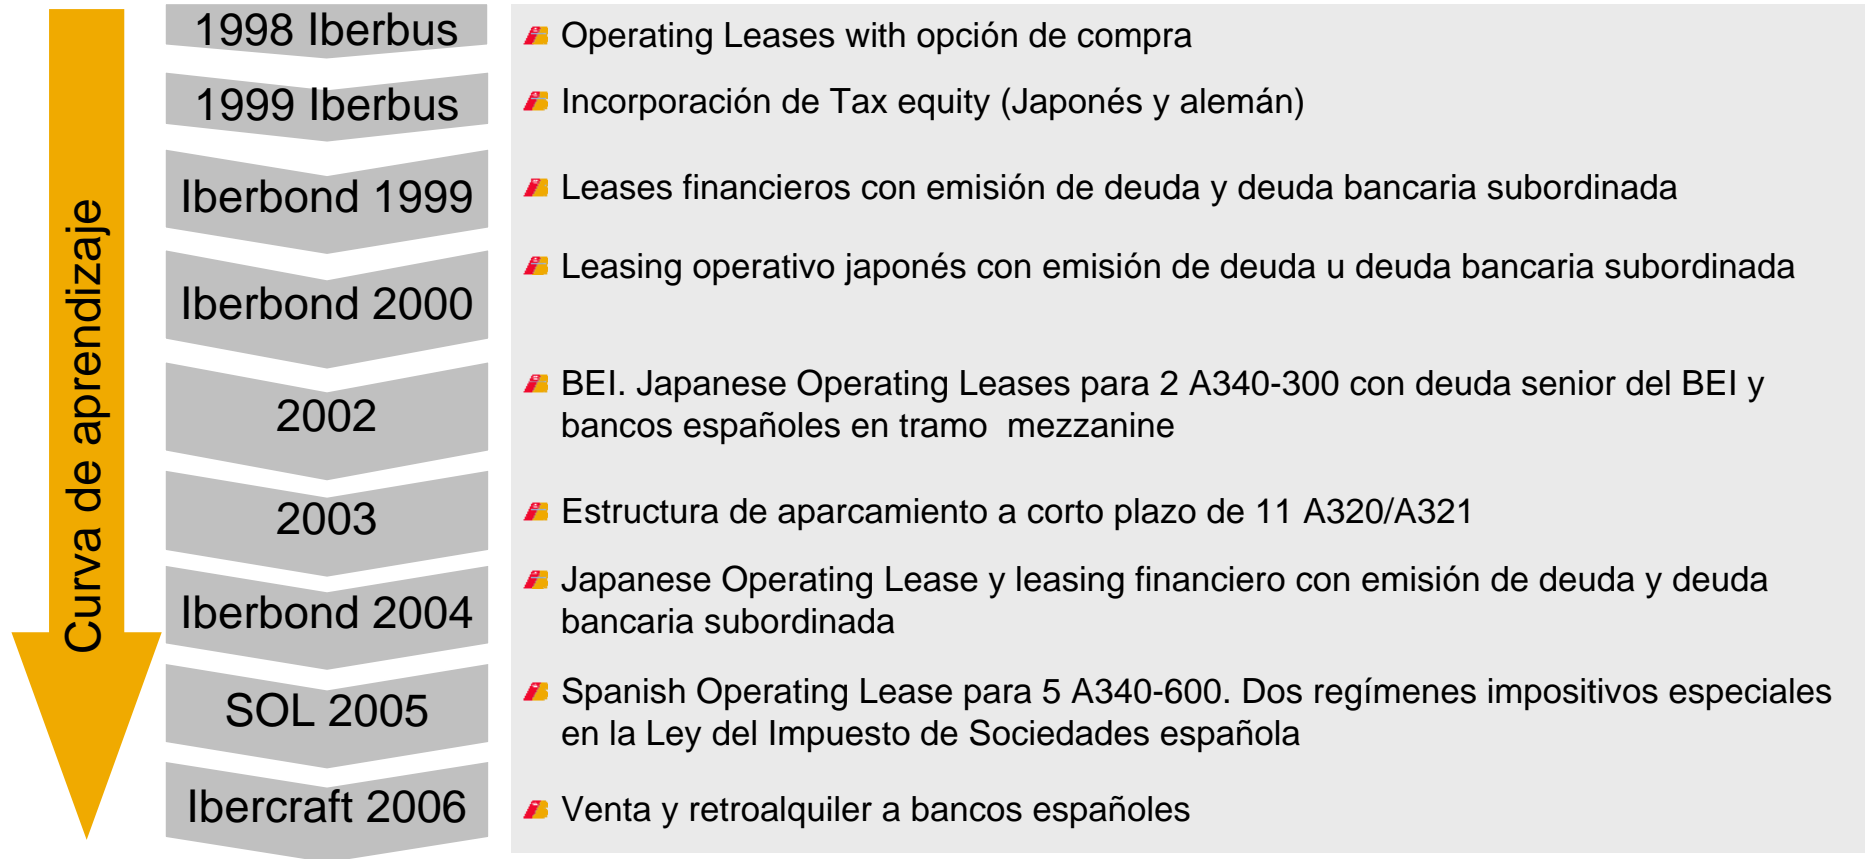 Curva de aprendizaje
1998 Iberbus
Operating Leases with opción de compra
1999 Iberbus
Incorporación de Tax equity (Japonés y alemán)
Iberbond 1999
Leases financieros con emisión de deuda y deuda bancaria subordinada
Iberbond 2000
Leasing operativo japonés con emisión de deuda u deuda bancaria subordinada
2002
BEI. Japanese Operating Leases para 2 A340-300 con deuda senior del BEI y
bancos españoles en tramo mezzanine
2003
Estructura de aparcamiento a corto plazo de 11 A320/A321
Iberbond 2004
Japanese Operating Lease y leasing financiero con emisión de deuda y deuda
bancaria subordinada
SOL 2005
Spanish Operating Lease para 5 A340-600. Dos regímenes impositivos especiales
en la Ley del Impuesto de Sociedades española
Ibercraft 2006
Venta y retroalquiler a bancos españoles